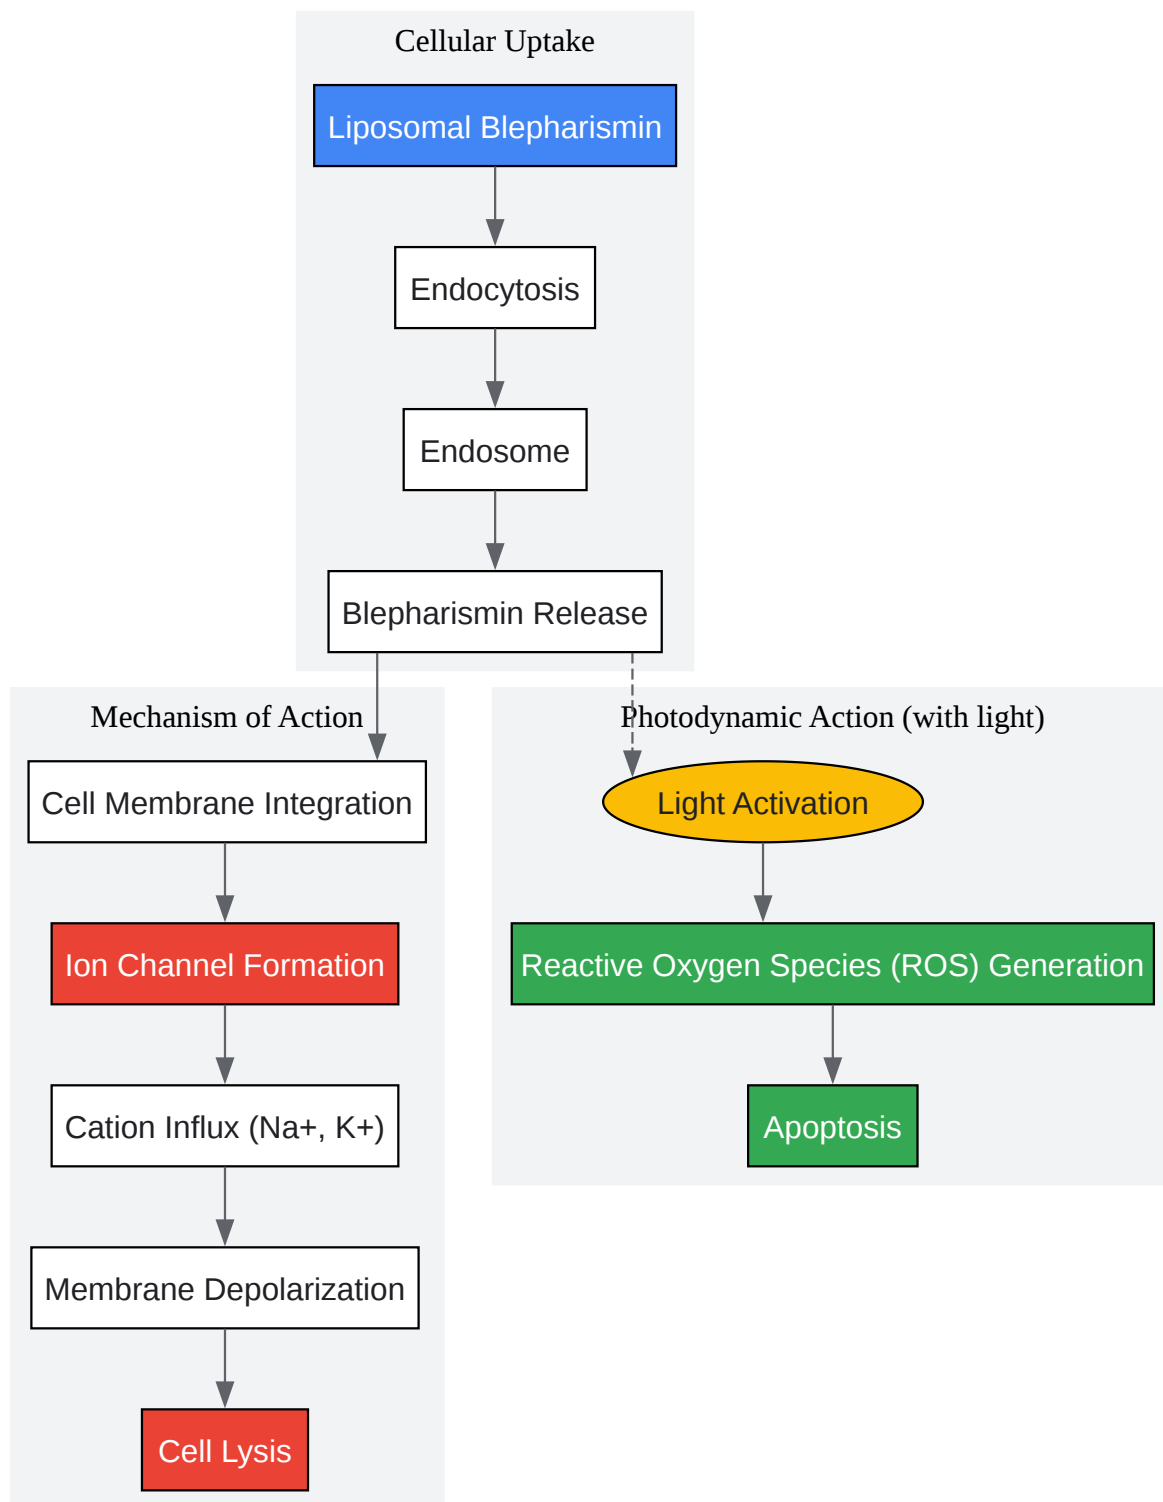 Cellular Uptake
Liposomal Blepharismin
Endocytosis
Endosome
Blepharismin Release
Mechanism of Action
Cell Membrane Integration
Ion Channel Formation
Cation Influx (Na+, K+)
Membrane Depolarization
Cell Lysis
Photodynamic Action (with light)
Light Activation
Reactive Oxygen Species (ROS) Generation
Apoptosis